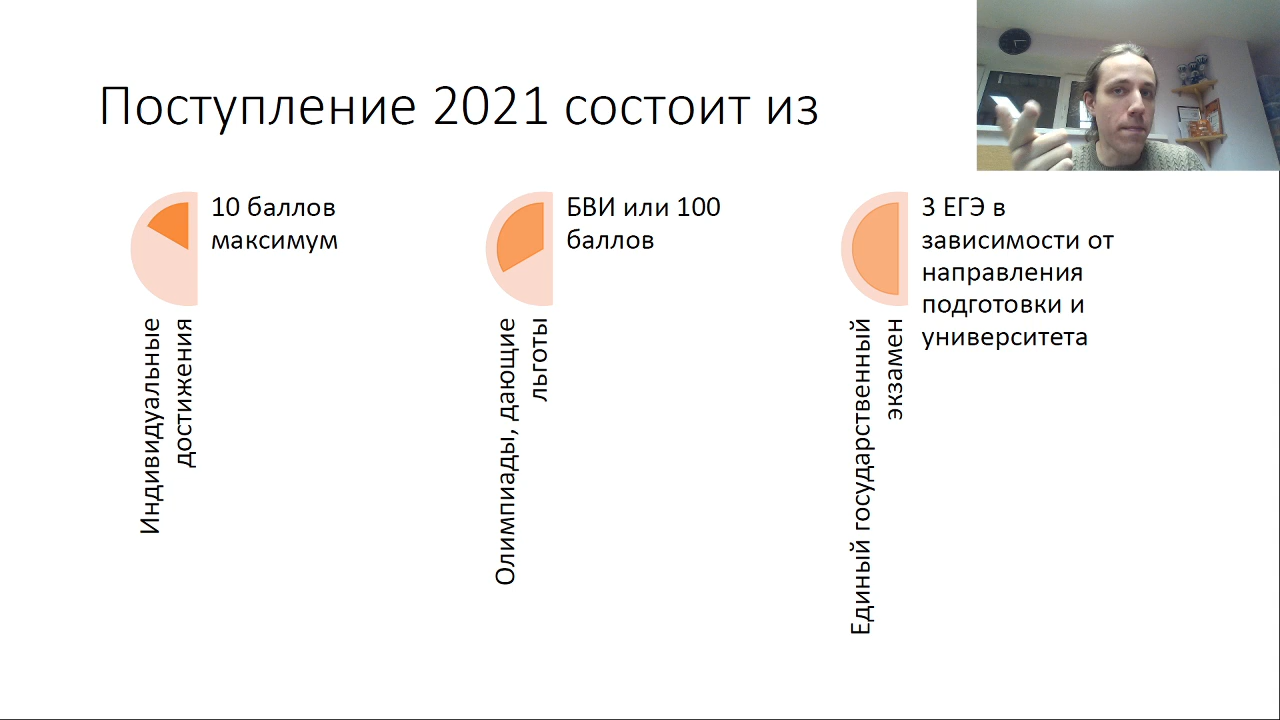 Поступление 2021 состоит из
10 баллов
максимум
Индивидуальные
достижения
БВИ или 100
баллов
Олимпиады, дающие
льготы
3 ЕГЭ в
зависимости от
направления
подготовки и
университета
Единый государственный
экзамен